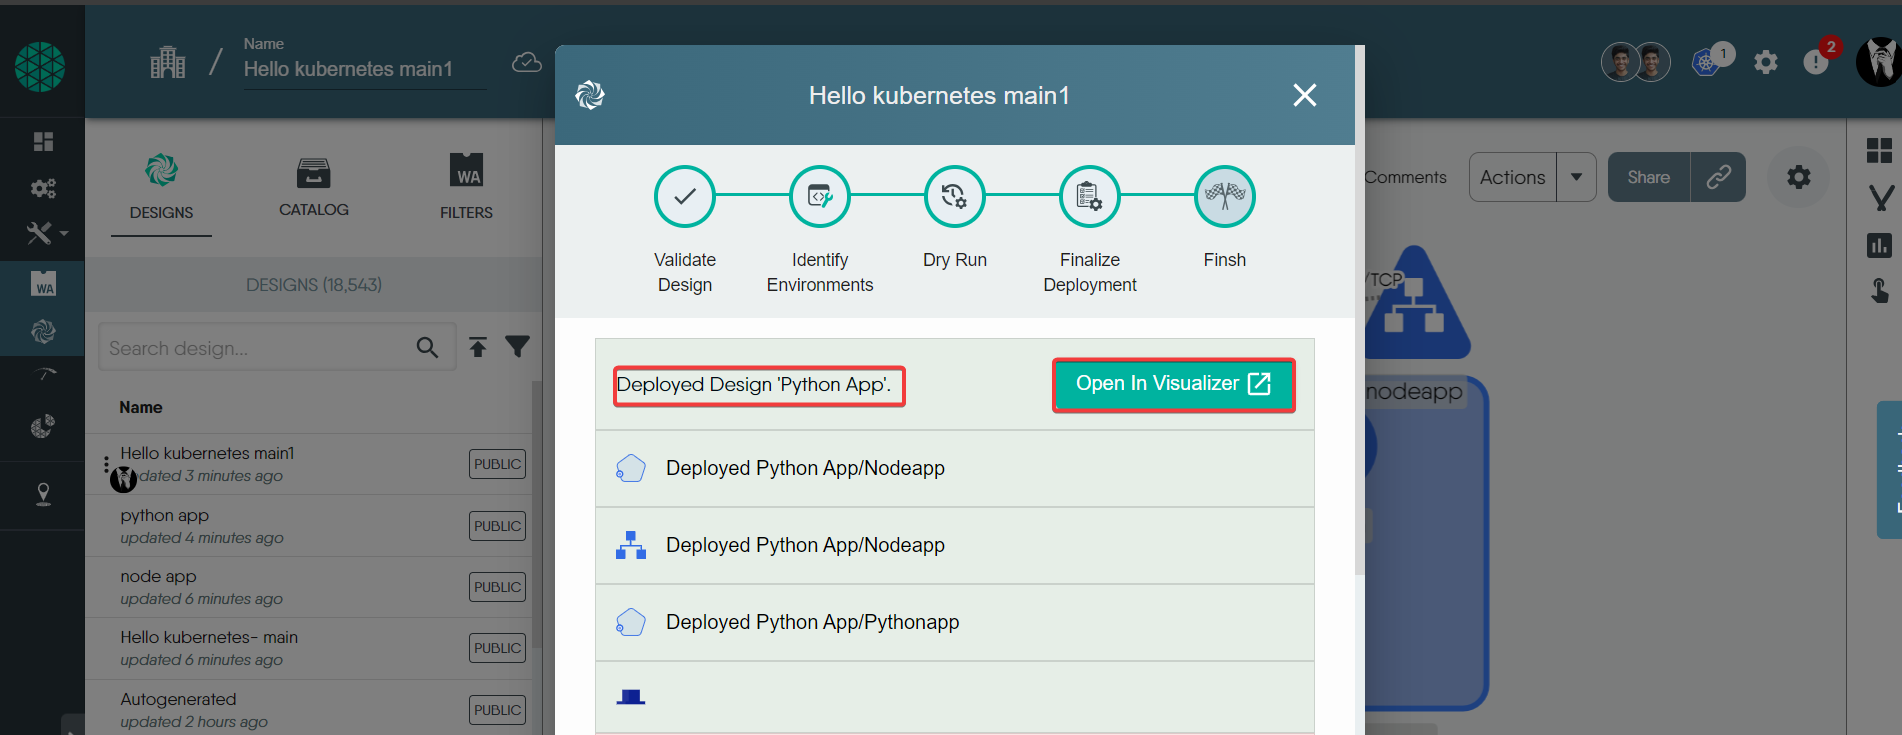 Name
Hello kubernetes main1
1
2
DESIGNS
CATALOG
WA
FILTERS
DESIGNS (18,543)
Search design...
Name
Hello kubernetes main1
updated 3 minutes ago
PUBLIC
python app
updated 4 minutes ago
PUBLIC
node app
updated 6 minutes ago
PUBLIC
Hello kubernetes- main
updated 6 minutes ago
PUBLIC
Autogenerated
updated 2 hours ago
PUBLIC
WA
Hello kubernetes main1
Validate
Design
Identify
Environments
Dry Run
Finalize
Deployment
Finsh
Deployed Design 'Python App'.
Open In Visualizer
Deployed Python App/Nodeapp
Deployed Python App/Nodeapp
Deployed Python App/Pythonapp
Comments
Actions
Share
/TCP
nodeapp